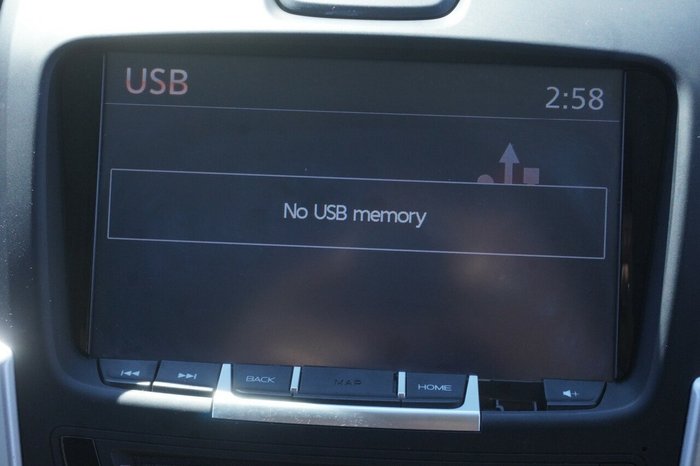 USB
2:58
No USB memory
BACK
MAP
HOME
+